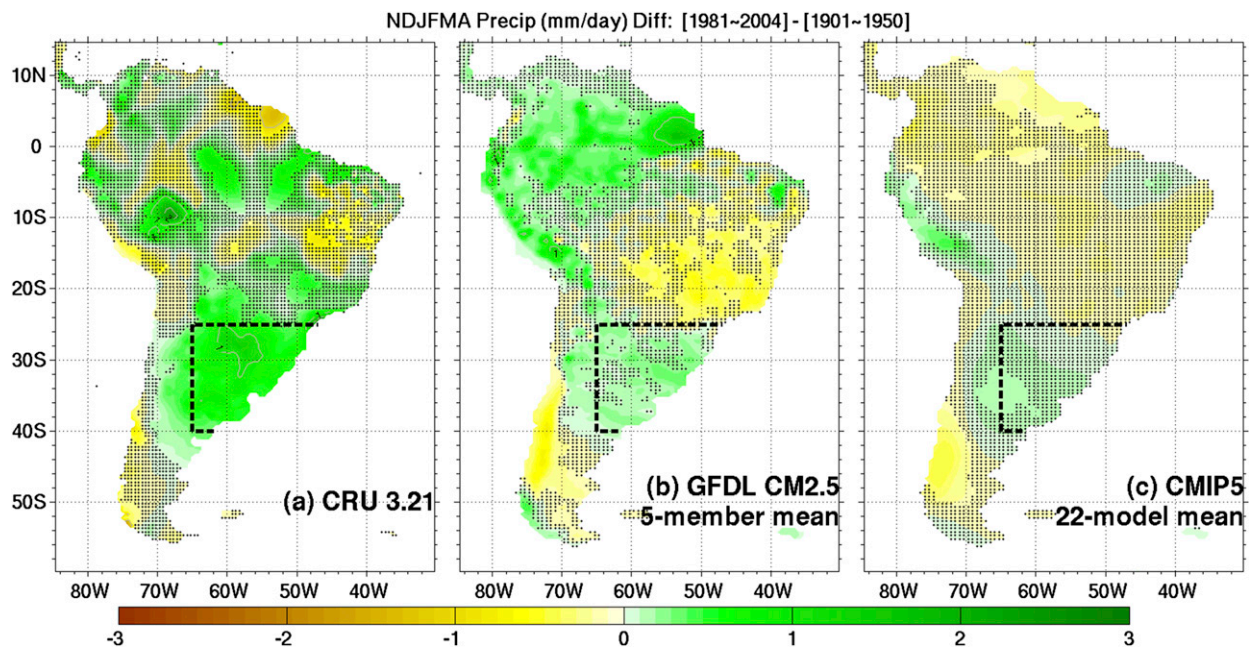 NDJFMA Precip (mm/day) Diff: [1981~2004] - [1901~1950]
10N
0
10S
20S
30S
40S
50S
(a) CRU 3.21
(b) GFDL CM2.5
5-member mean
(c) CMIP5
22-model mean
80W 70W 60W 50W 40W 80W 70W 60W 50W 40W 80W 70W 60W 50W 40W
-3 -2 -1 0 1 2 3